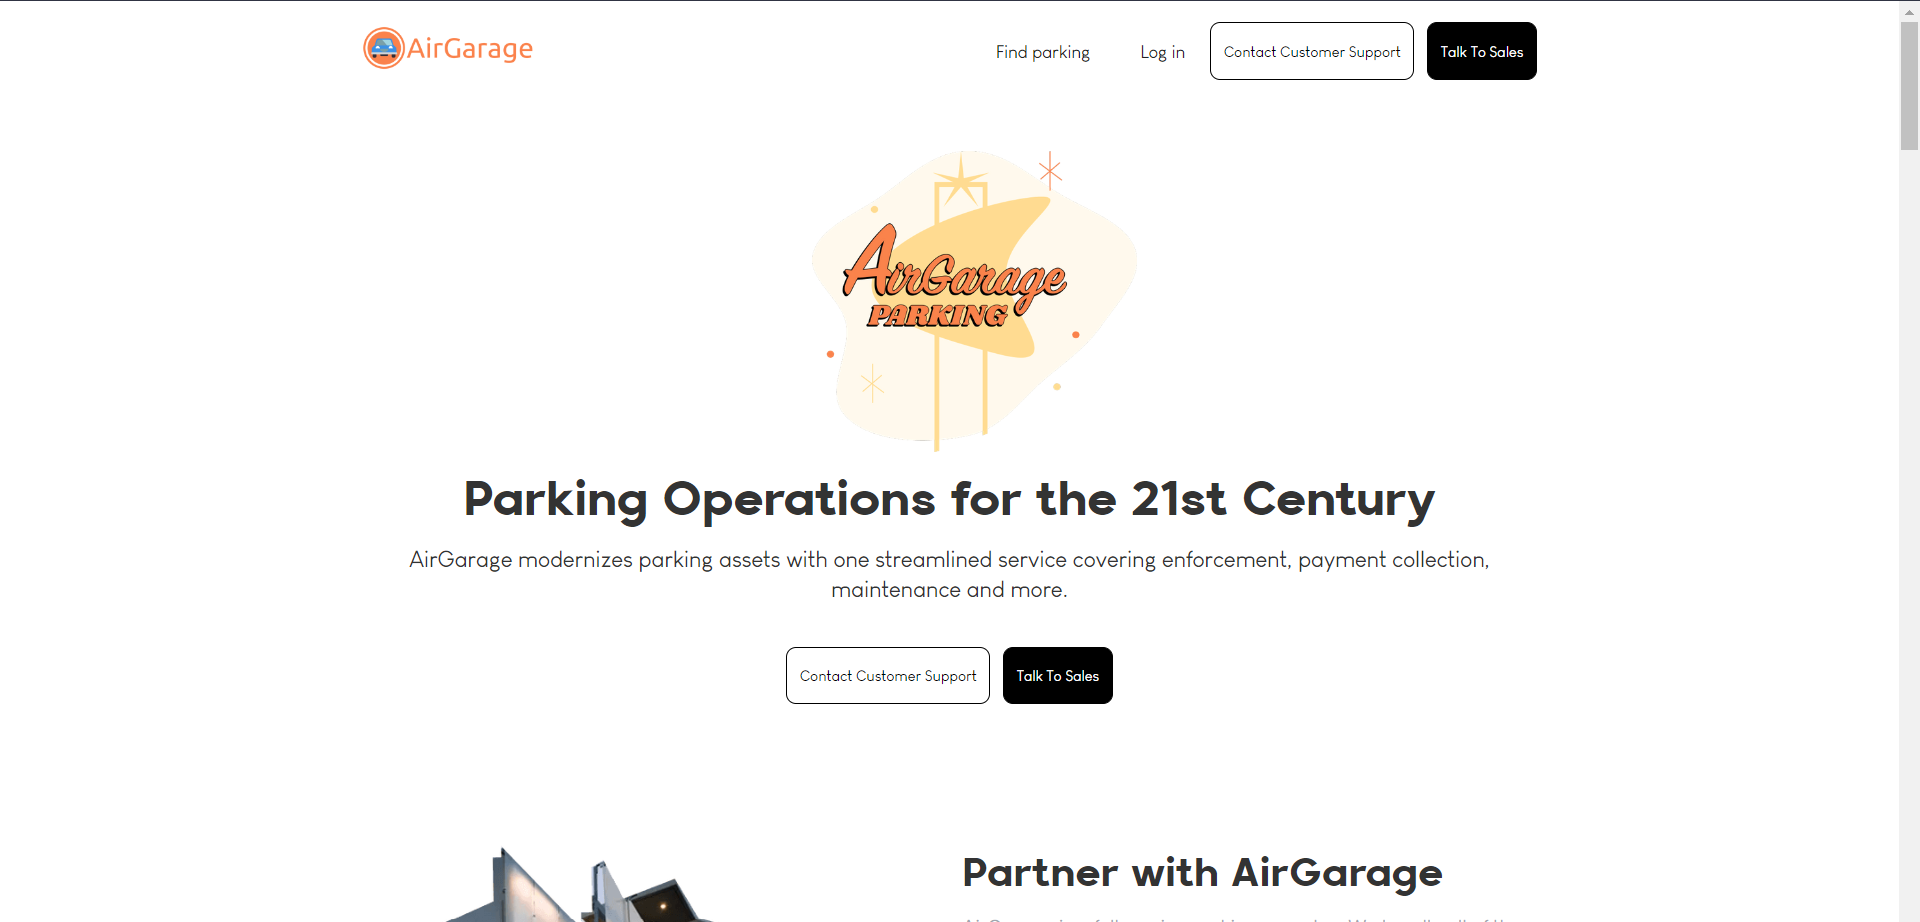 AirGarage
Find parking
Log in
Contact Customer Support
Talk To Sales
AirGarage
PARKING
Parking Operations for the 21st Century
AirGarage modernizes parking assets with one streamlined service covering enforcement, payment collection,
maintenance and more.
Contact Customer Support
Talk To Sales
Partner with AirGarage